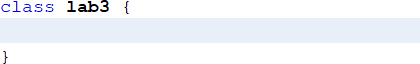 class lab3 {
}